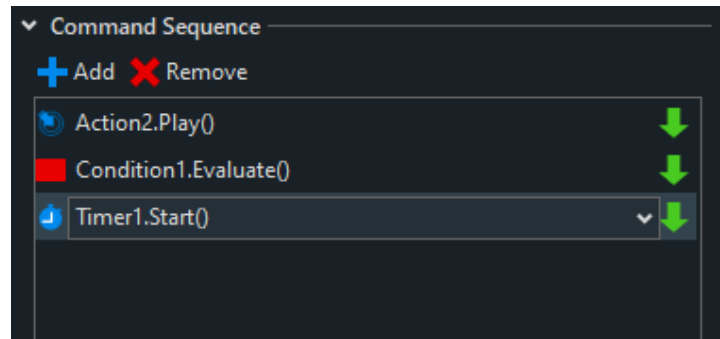 Command Sequence
Add Remove
Action2.Play()
Condition1.Evaluate()
Timer1.Start()